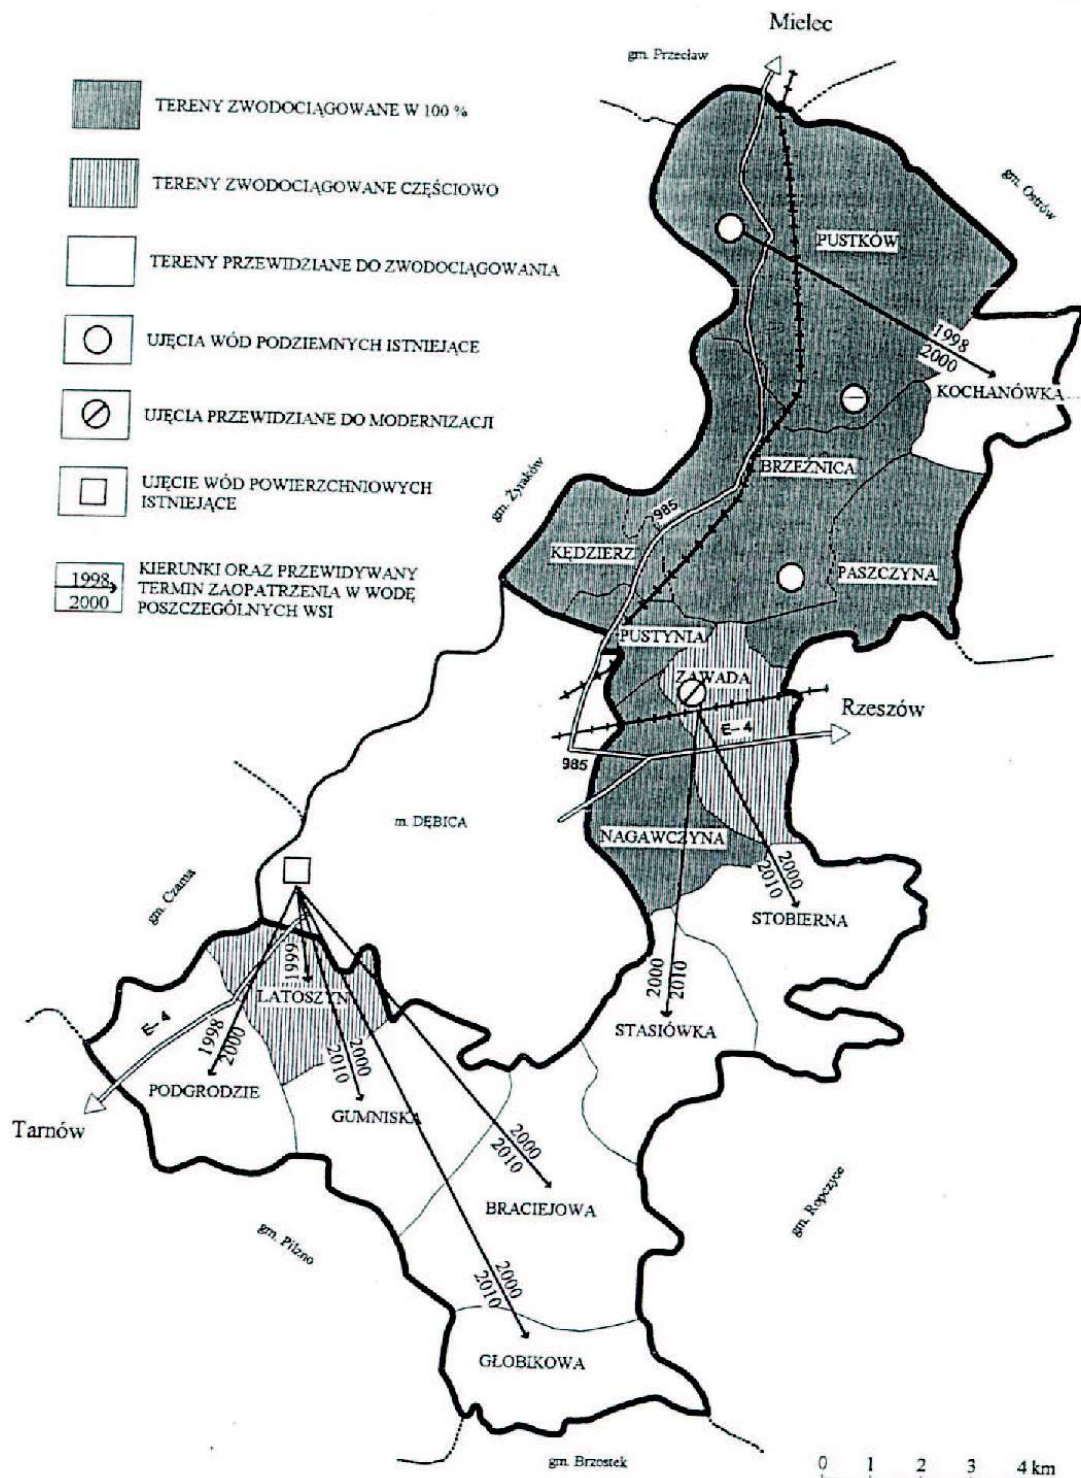 Mielec
gm. Przecław
TERENY ZWODOCIĄGOWANE W 100 %
TERENY ZWODOCIĄGOWANE CZĘŚCIOWO
TERENY PRZEWIDZIANE DO ZWODOCIĄGOWANIA
UJĘCIA WÓD PODZIEMNYCH ISTNIEJĄCE
UJĘCIA PRZEWIDZIANE DO MODERNIZACJI
UJĘCIE WÓD POWIERZCHNIOWYCH
ISTNIEJĄCE
1998
2000
KIERUNKI ORAZ PRZEWIDYWANY
TERMIN ZAOPATRZENIA W WODĘ
POSZCZEGÓLNYCH WSI
gm. Ostrów
PUSTKÓW
1998
2000
KOCHANÓWKA
BRZEŹNICA
gm. Żyraków
985
KĘDZIERZ
PASZCZYNA
PUSTYNIA
ZAWADA
Rzeszów
E-4
985
m. DĘBICA
NAGAWCZYNA
2000
2010
STOBIERNA
gm. Czarna
2000
2010
STASIÓWKA
1999
LATOSZYN
E-4
1998
2000
PODGRODZIE
2000
2010
GUMNISKA
Tarnów
2000
2010
BRACIEJOWA
gm. Ropczyce
gm. Pilzno
2000
2010
GŁOBIKOWA
gm. Brzostek
0 1 2 3 4 km